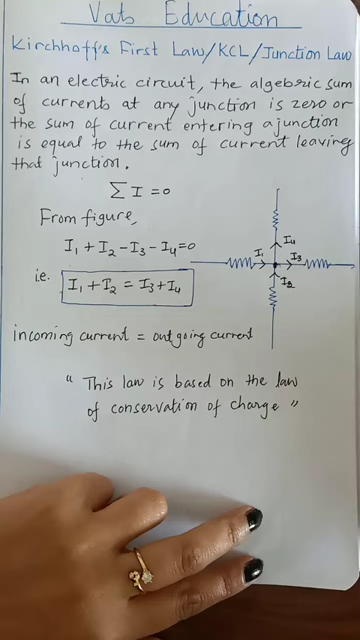 Vats Education
Kirchhoff's First Law/KCL/Junction Law
In an electric circuit, the algebric sum
of currents at any junction is zero or
the sum of current entering a junction
is equal to the sum of current leaving
that junction.
∑ I = 0
From figure,
I₁ + I₂ - I₃ - I₄ = 0
i.e. I₁ + I₂ = I₃ + I₄
I₄
I₁
I₃
I₂
incoming current = outgoing current
" This law is based on the law
of conservation of charge "